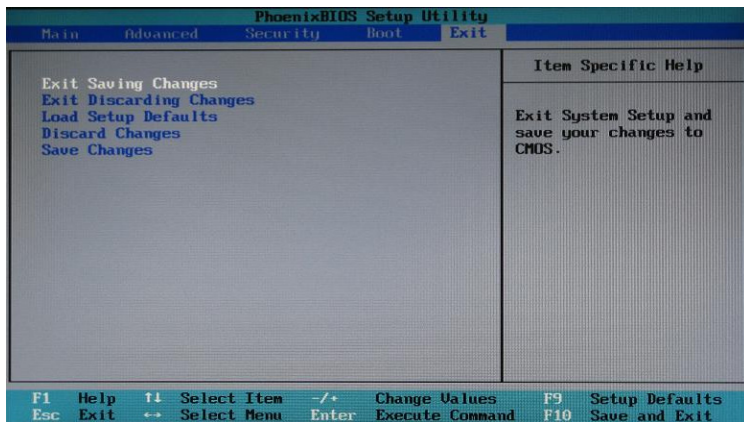 PhoenixBIOS Setup Utility
Main Advanced Security Boot Exit
Item Specific Help
Exit Saving Changes
Exit Discarding Changes
Load Setup Defaults
Discard Changes
Save Changes
Exit System Setup and
save your changes to
CMOS.
F1 Help ↑↓ Select Item -/+ Change Values F9 Setup Defaults
Esc Exit ↔ Select Menu Enter Execute Command F10 Save and Exit